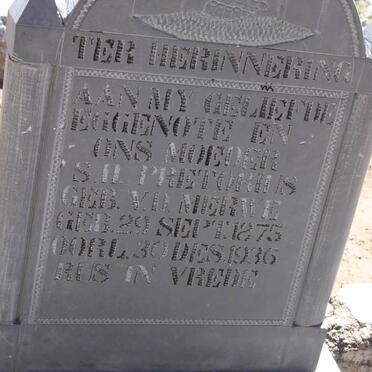 TER HERINNERING
AAN MY GELIEFDE
EGGENOTE EN
ONS MOEDER
S.H. PRETORIUS
GEB. V.D. MERWE
GEB. 29 SEPT. 1875
OORL. 30 DES. 1936
RUS IN VREDE